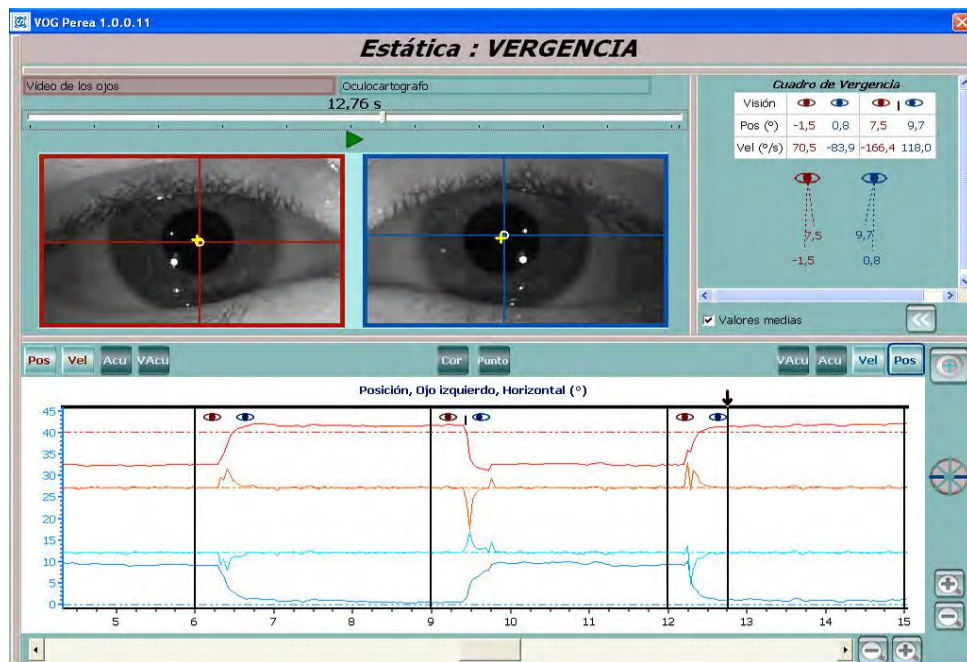 VOG Perea 1.0.0.11
Estática : VERGENCIA
Vídeo de los ojos
Oculocartografo
12,76 s
Cuadro de Vergencia
Visión
Pos (º) -1,5 0,8 7,5 9,7
Vel (º/s) 70,5 -83,9 -166,4 118,0
7,5 9,7
-1,5 0,8
Valores medias
Pos Vel Acu VAcu Cor Punto VAcu Acu Vel Pos
Posición, Ojo izquierdo, Horizontal (º)
45
40
35
30
25
20
15
10
5
0
5 6 7 8 9 10 11 12 13 14 15